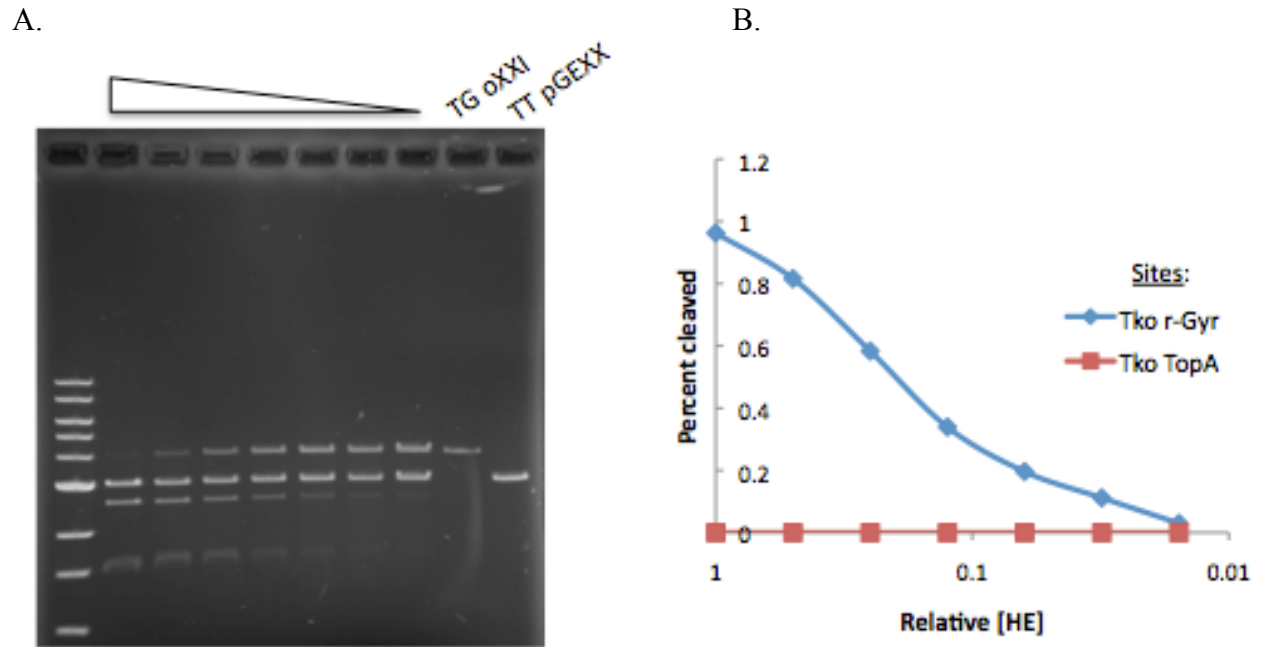 A.
B.
TG oXXI
TT pGEXX
1.2
1
0.8
0.6
0.4
0.2
0
Percent cleaved
1
0.1
0.01
Relative [HE]
Sites:
Tko r-Gyr
Tko TopA